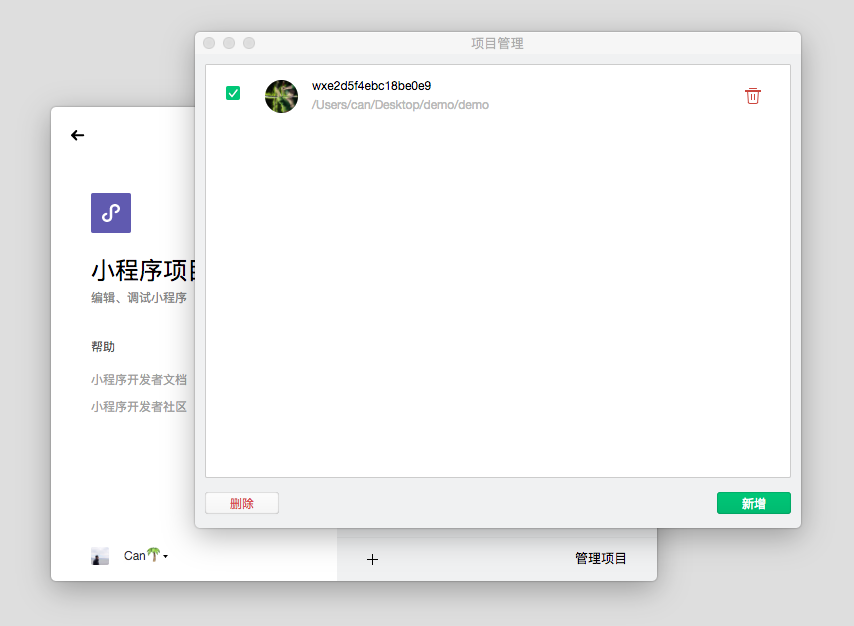 项目管理
wxe2d5f4ebc18be0e9
/Users/can/Desktop/demo/demo
删除
新增
小程序项目
编辑、调试小程序
帮助
小程序开发者文档
小程序开发者社区
Can🌴
管理项目